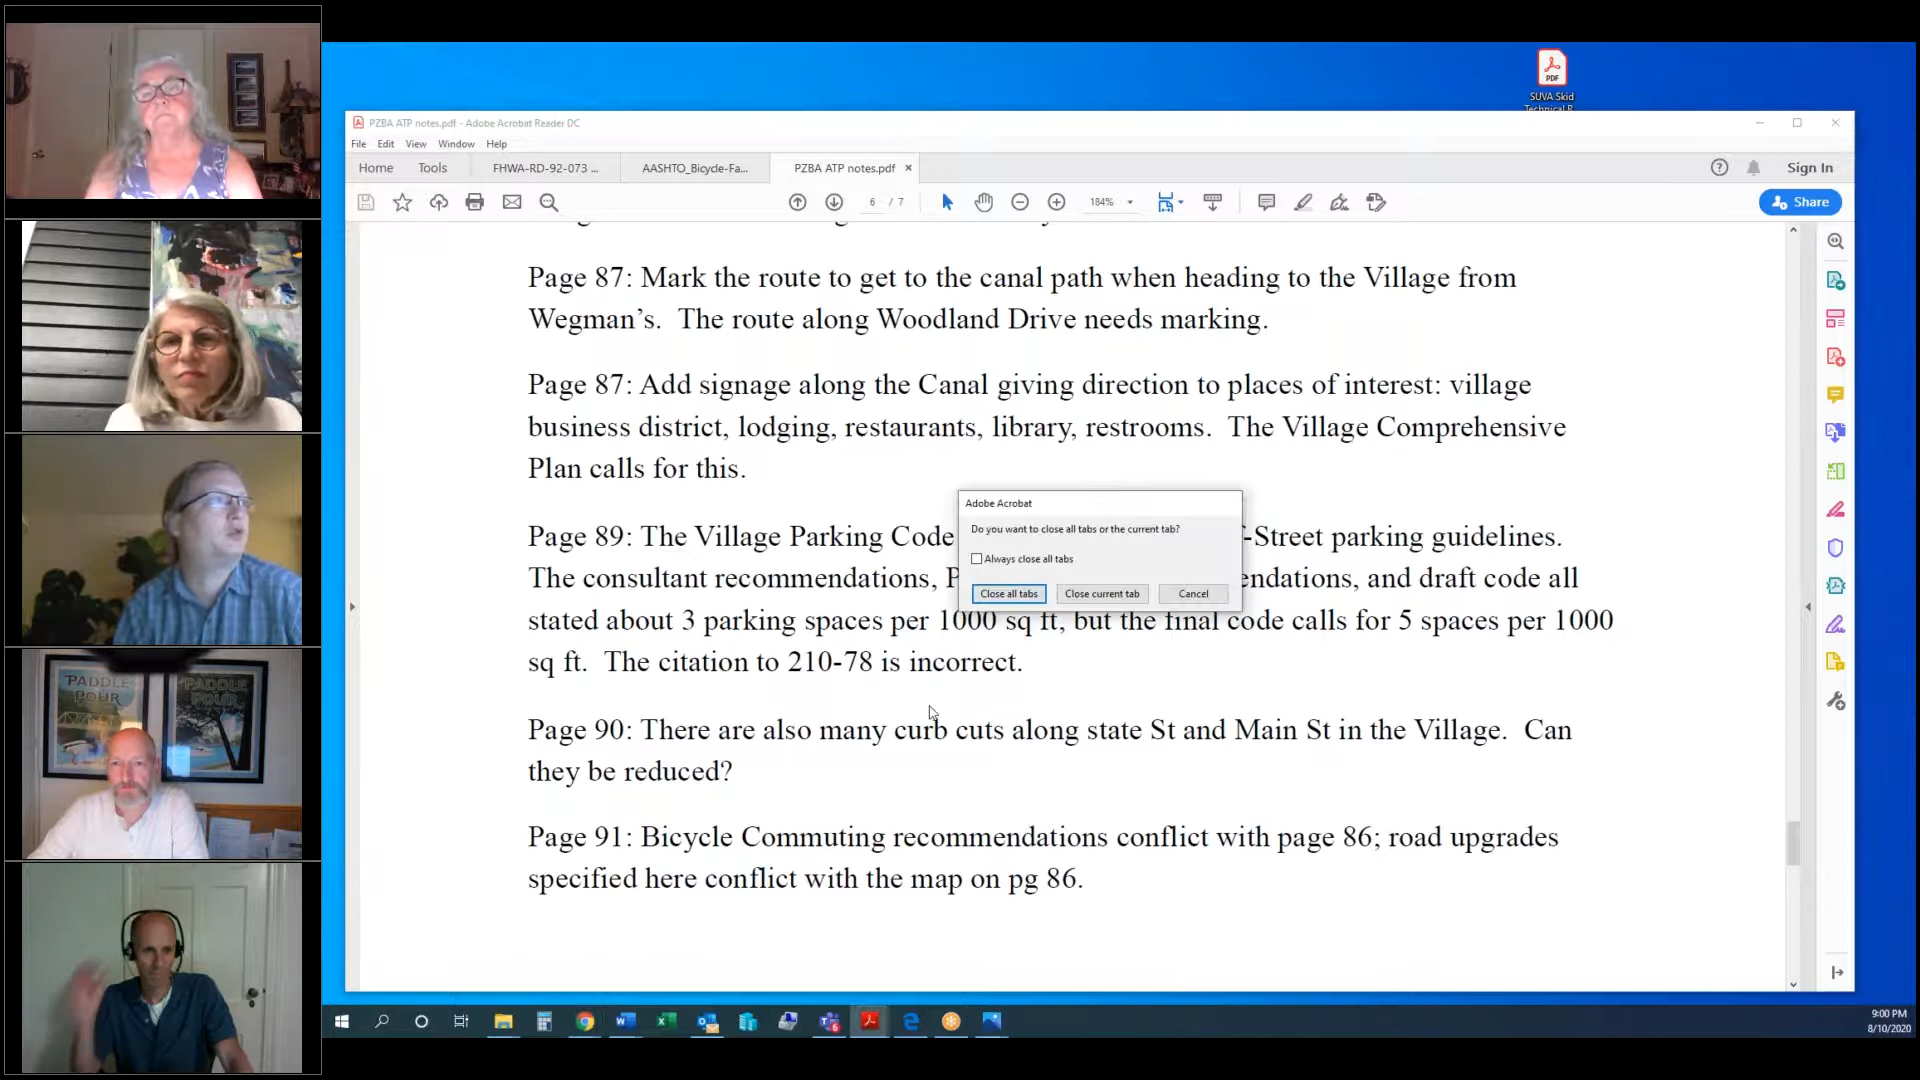 PDF
SUVA Skid
Technical R
PZBA ATP notes.pdf - Adobe Acrobat Reader DC
File Edit View Window Help
Home Tools FHWA-RD-92-073 ... AASHTO_Bicycle-Fa... PZBA ATP notes.pdf × Sign In
6 / 7 184% Share
Page 87: Mark the route to get to the canal path when heading to the Village from
Wegman’s. The route along Woodland Drive needs marking.
Page 87: Add signage along the Canal giving direction to places of interest: village
business district, lodging, restaurants, library, restrooms. The Village Comprehensive
Plan calls for this.
Page 89: The Village Parking Code -Street parking guidelines.
The consultant recommendations, P endations, and draft code all
stated about 3 parking spaces per 1000 sq ft, but the final code calls for 5 spaces per 1000
sq ft. The citation to 210-78 is incorrect.
Page 90: There are also many curb cuts along state St and Main St in the Village. Can
they be reduced?
Page 91: Bicycle Commuting recommendations conflict with page 86; road upgrades
specified here conflict with the map on pg 86.
Adobe Acrobat
Do you want to close all tabs or the current tab?
Always close all tabs
Close all tabs Close current tab Cancel
PADDLE
POUR
PADDLE
POUR
9:00 PM
8/10/2020